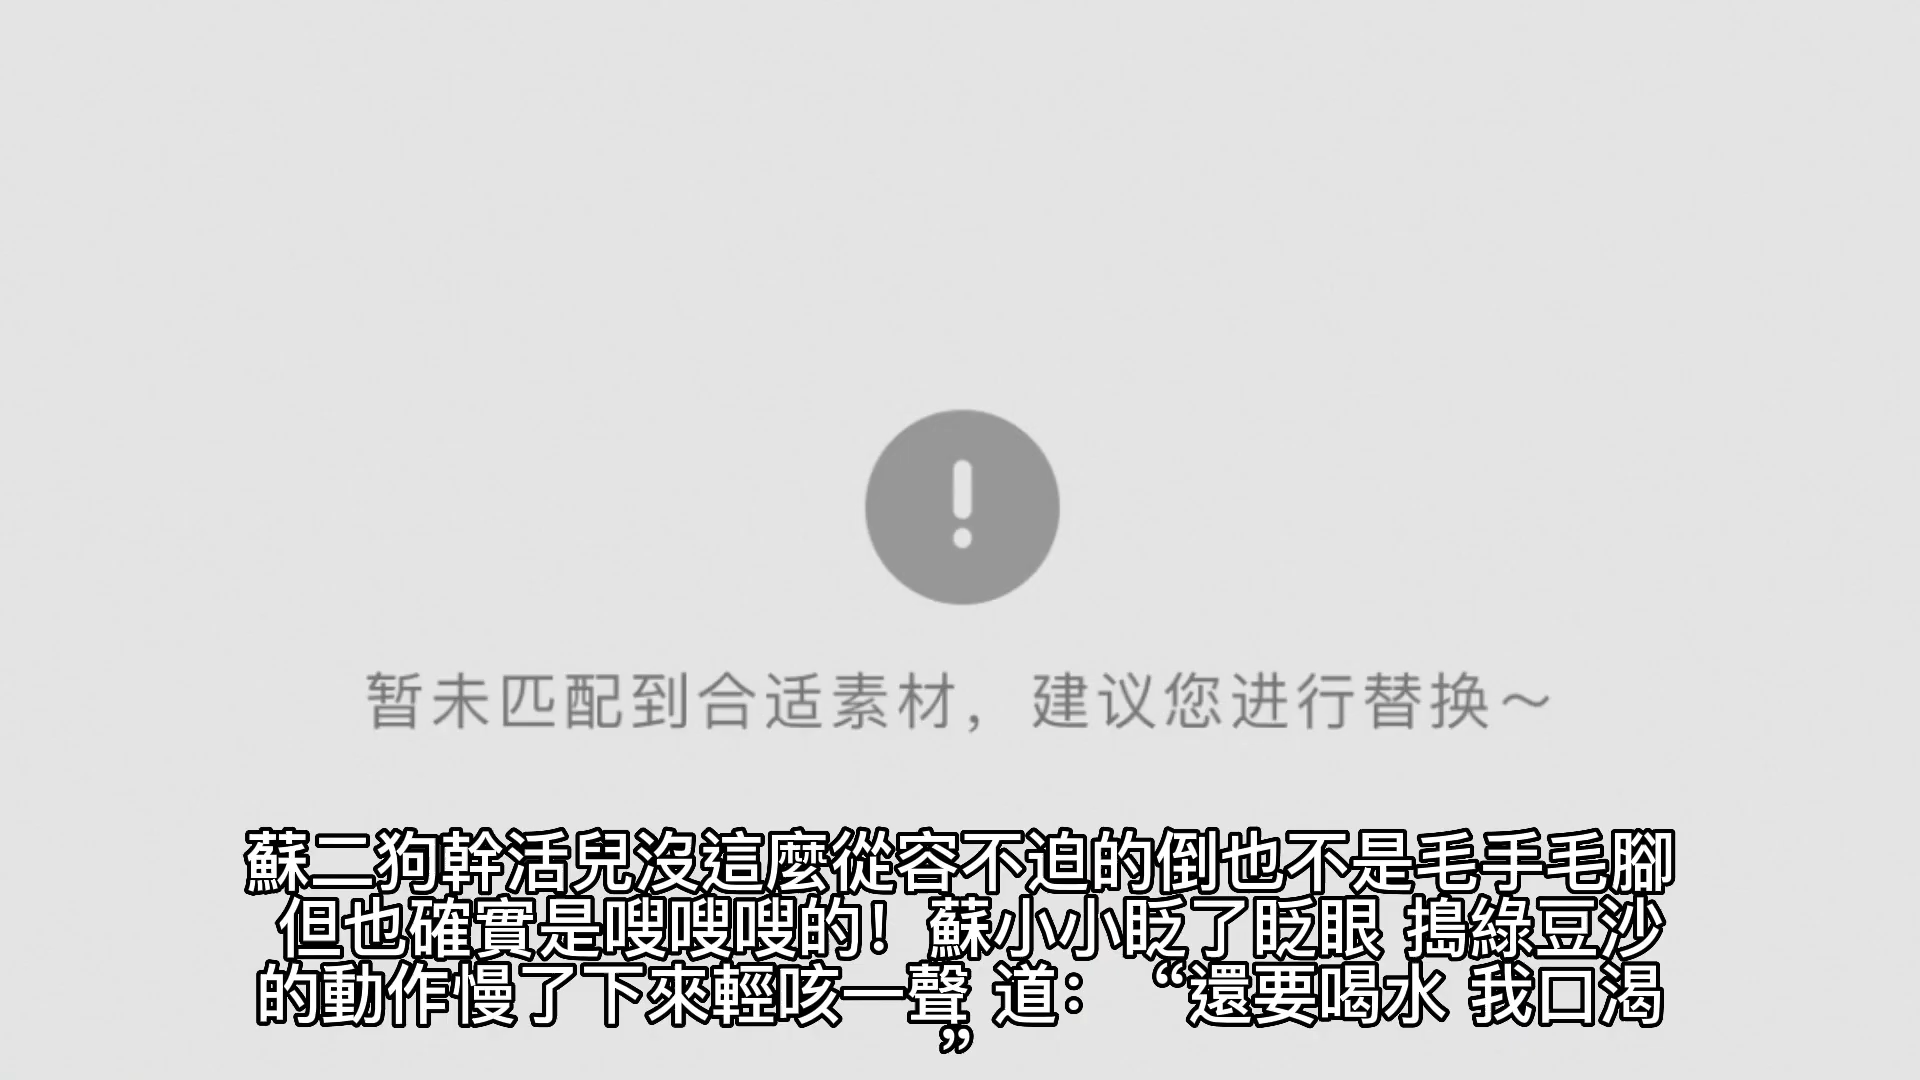 暂未匹配到合适素材，建议您进行替换～
蘇二狗幹活兒沒這麼從容不迫的倒也不是毛手毛腳
但也確實是嗖嗖嗖的！蘇小小眨了眨眼 搗綠豆沙
的動作慢了下來輕咳一聲 道：“還要喝水 我口渴
”